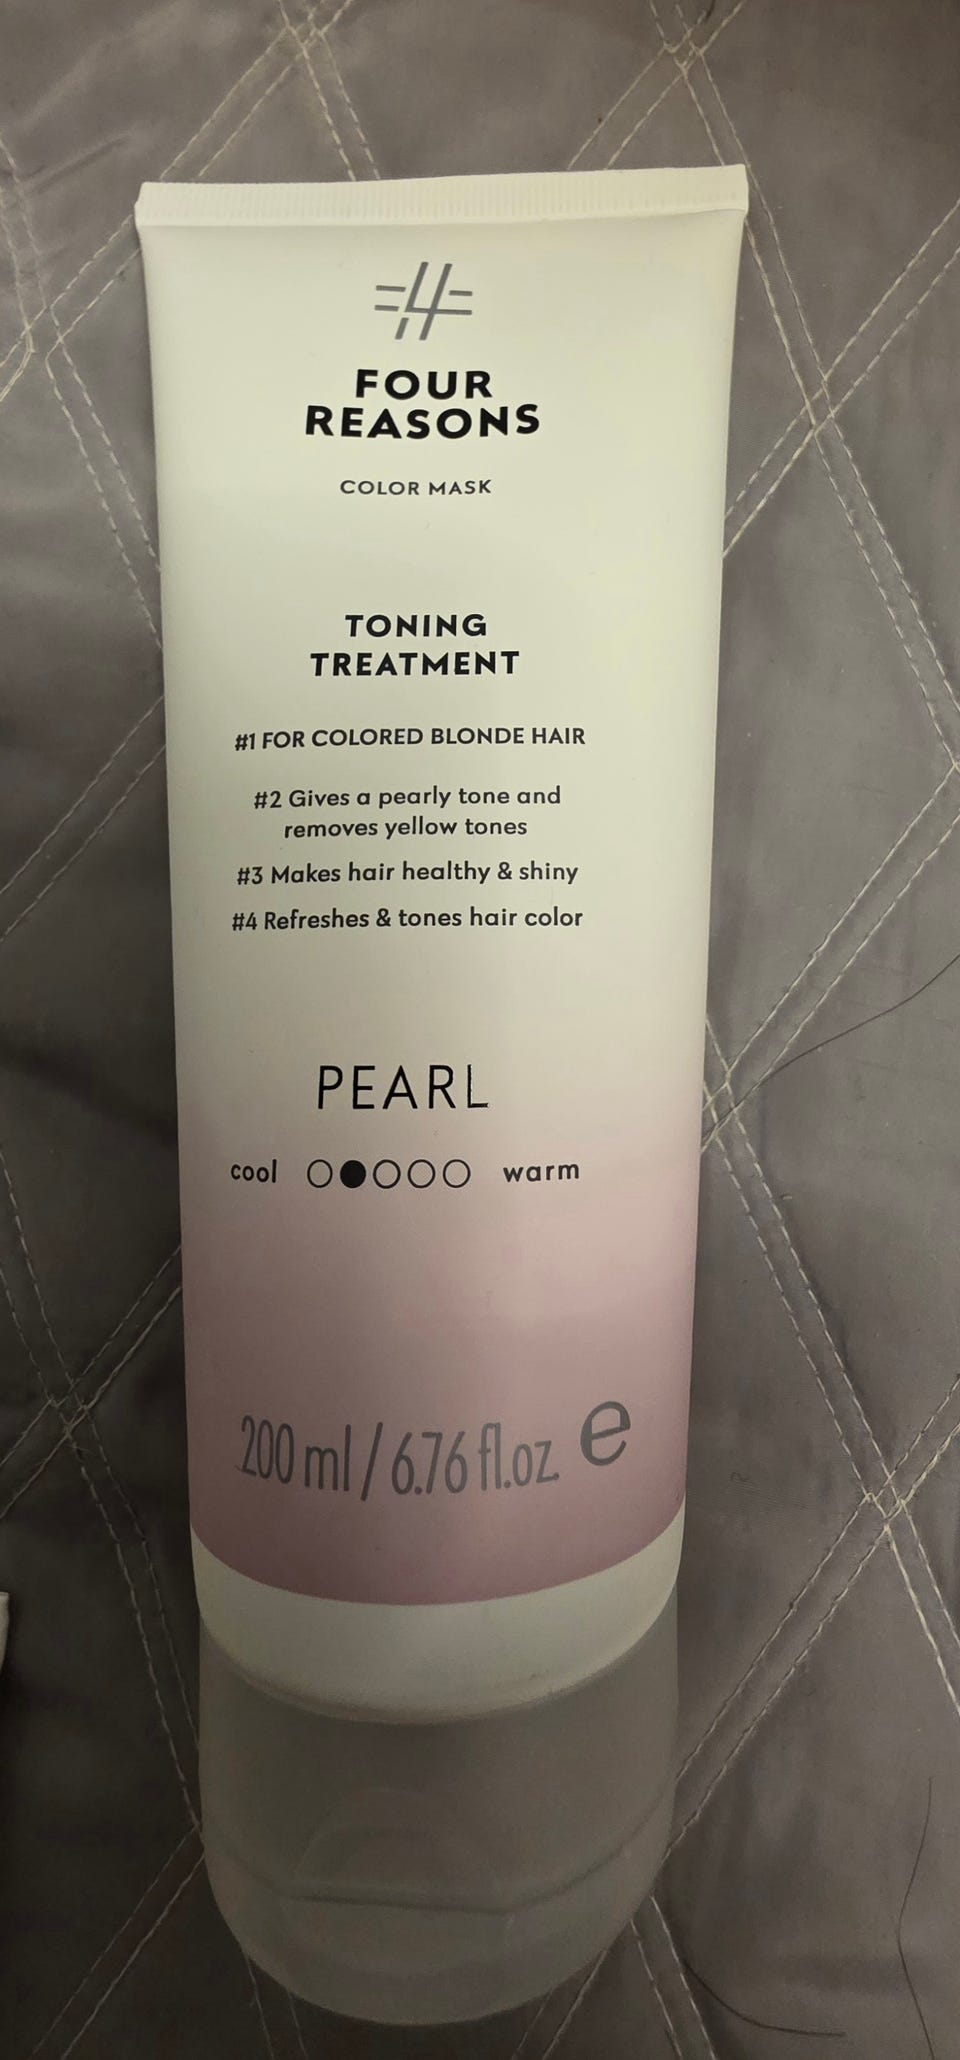 4
FOUR
REASONS
COLOR MASK
TONING
TREATMENT
#1 FOR COLORED BLONDE HAIR
#2 Gives a pearly tone and
removes yellow tones
#3 Makes hair healthy & shiny
#4 Refreshes & tones hair color
PEARL
cool warm
200 ml / 6.76 fl.oz. e